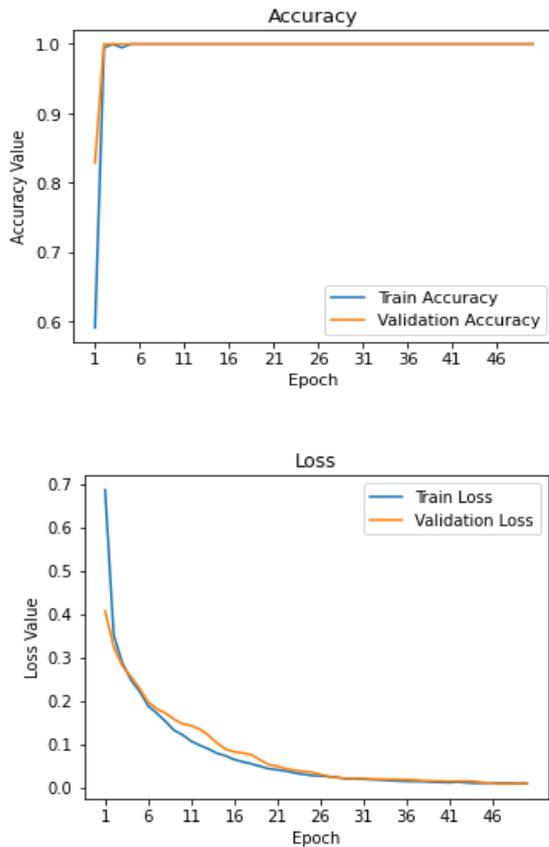 Accuracy
1.0
0.9
0.8
0.7
0.6
Accuracy Value
Train Accuracy
Validation Accuracy
1 6 11 16 21 26 31 36 41 46
Epoch
Loss
0.7
0.6
0.5
0.4
0.3
0.2
0.1
0.0
Loss Value
Train Loss
Validation Loss
1 6 11 16 21 26 31 36 41 46
Epoch